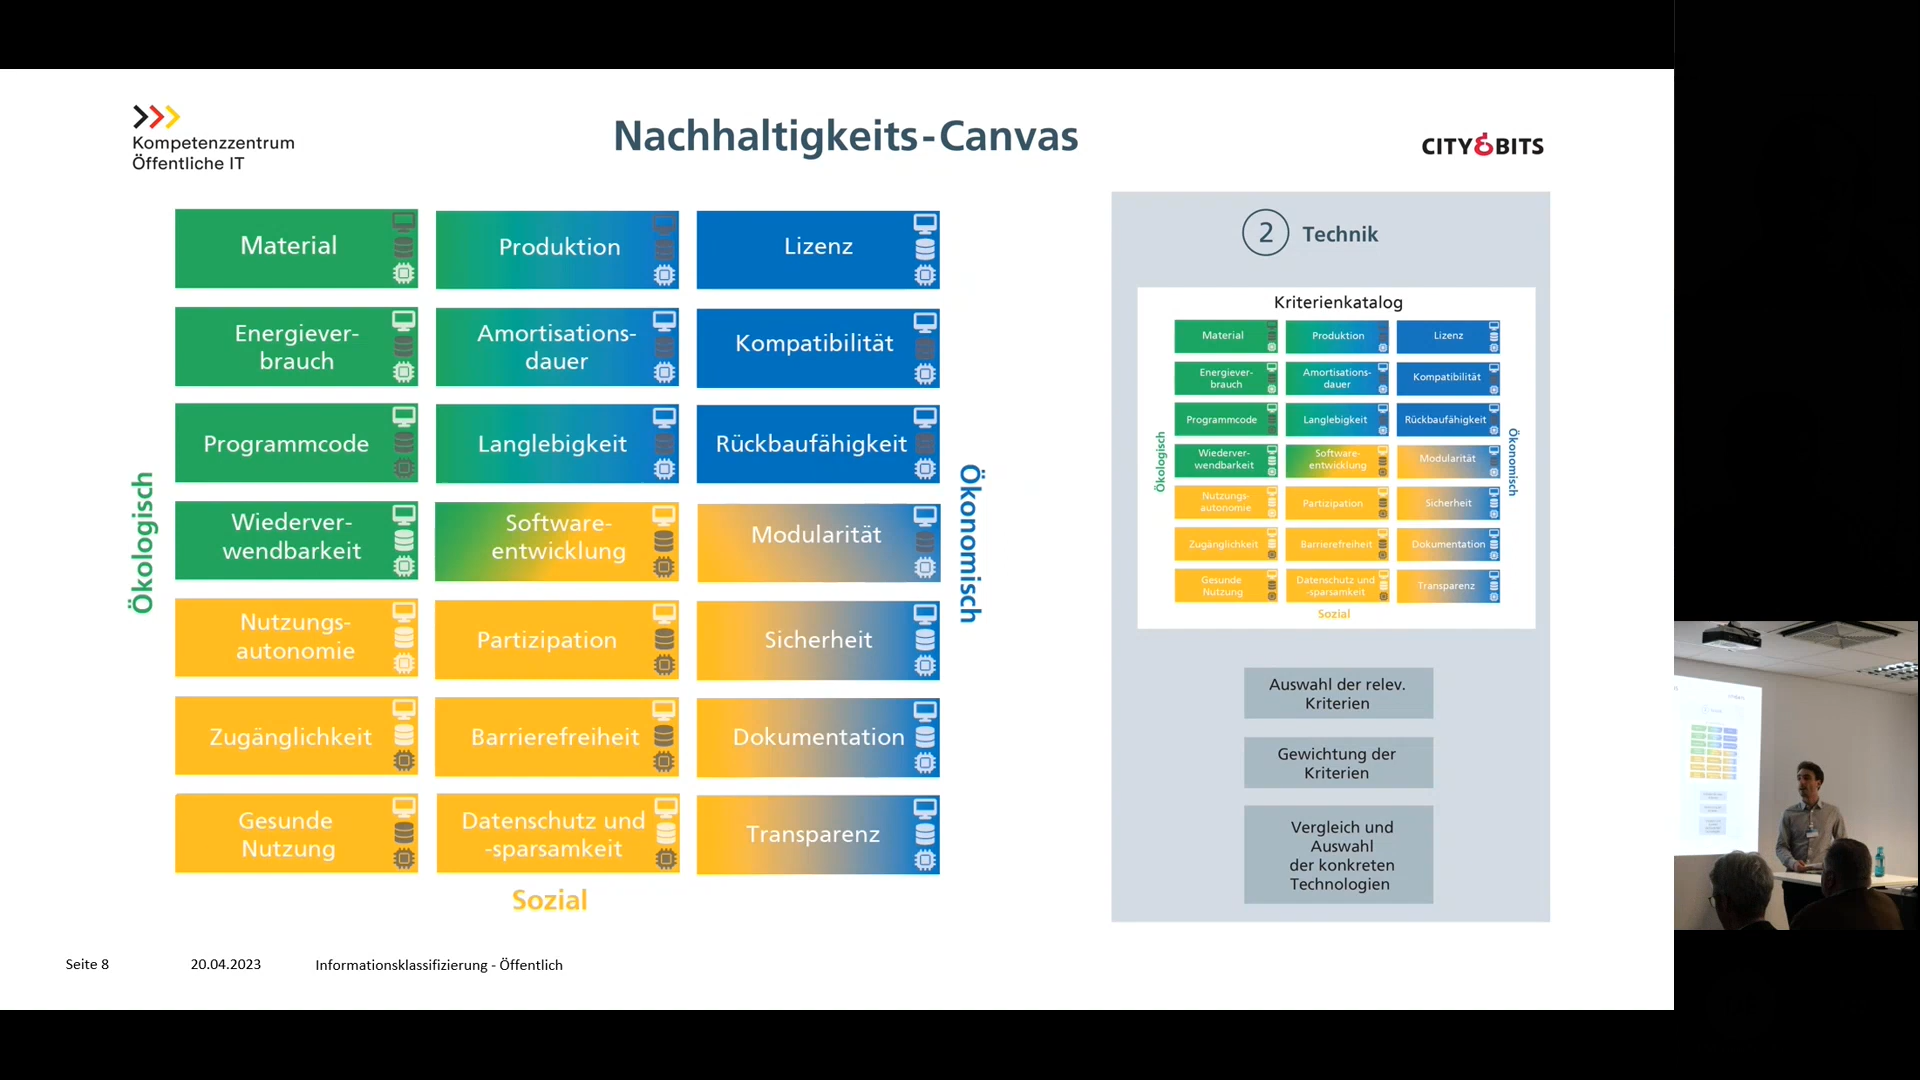 Kompetenzzentrum
Öffentliche IT
Nachhaltigkeits-Canvas
CITY&BITS
Material
Produktion
Lizenz
Energiever-
brauch
Amortisations-
dauer
Kompatibilität
Programmcode
Langlebigkeit
Rückbaufähigkeit
Wiederver-
wendbarkeit
Software-
entwicklung
Modularität
Nutzungs-
autonomie
Partizipation
Sicherheit
Zugänglichkeit
Barrierefreiheit
Dokumentation
Gesunde
Nutzung
Datenschutz und
-sparsamkeit
Transparenz
Ökologisch
Ökonomisch
Sozial
2 Technik
Kriterienkatalog
Material
Produktion
Lizenz
Energiever-
brauch
Amortisations-
dauer
Kompatibilität
Programmcode
Langlebigkeit
Rückbaufähigkeit
Wiederver-
wendbarkeit
Software-
entwicklung
Modularität
Nutzungs-
autonomie
Partizipation
Sicherheit
Zugänglichkeit
Barrierefreiheit
Dokumentation
Gesunde
Nutzung
Datenschutz und
-sparsamkeit
Transparenz
Ökologisch
Ökonomisch
Sozial
Auswahl der relev.
Kriterien
Gewichtung der
Kriterien
Vergleich und
Auswahl
der konkreten
Technologien
Seite 8
20.04.2023
Informationsklassifizierung - Öffentlich